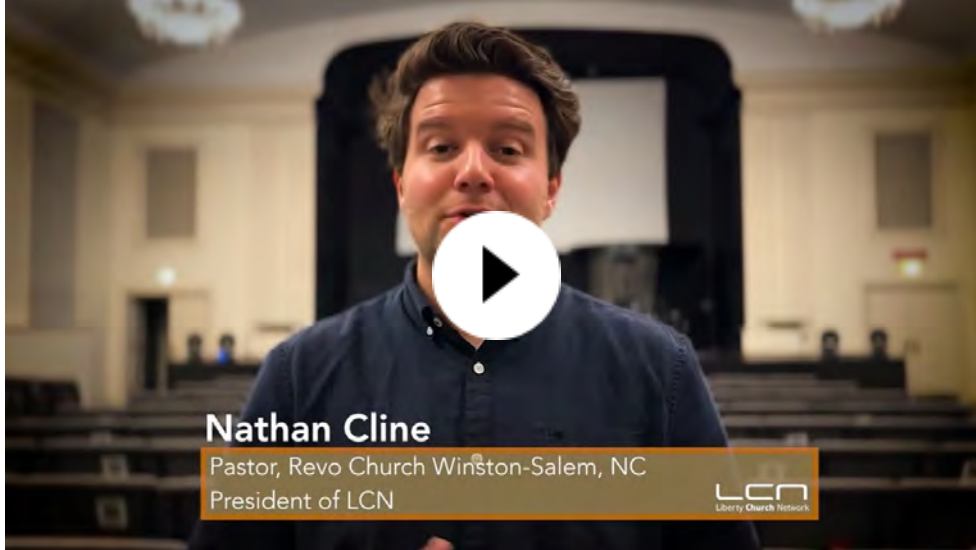 Nathan Cline
Pastor, Revo Church Winston-Salem, NC
President of LCN
LCN
Liberty Church Network